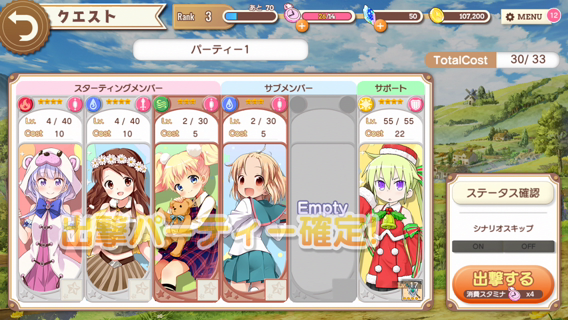 クエスト
Rank 3
あと 70
26/14
50
107,200
MENU
12
パーティー1
TotalCost 30/ 33
スターティングメンバー
サブメンバー
サポート
Lv. 4 / 40
Cost 10
Lv. 4 / 40
Cost 10
Lv. 2 / 30
Cost 5
Lv. 2 / 30
Cost 5
Lv. 55 / 55
Cost 22
Empty
出撃パーティー確定!
Lv. 17
ステータス確認
シナリオスキップ
ON OFF
出撃する
消費スタミナ x4